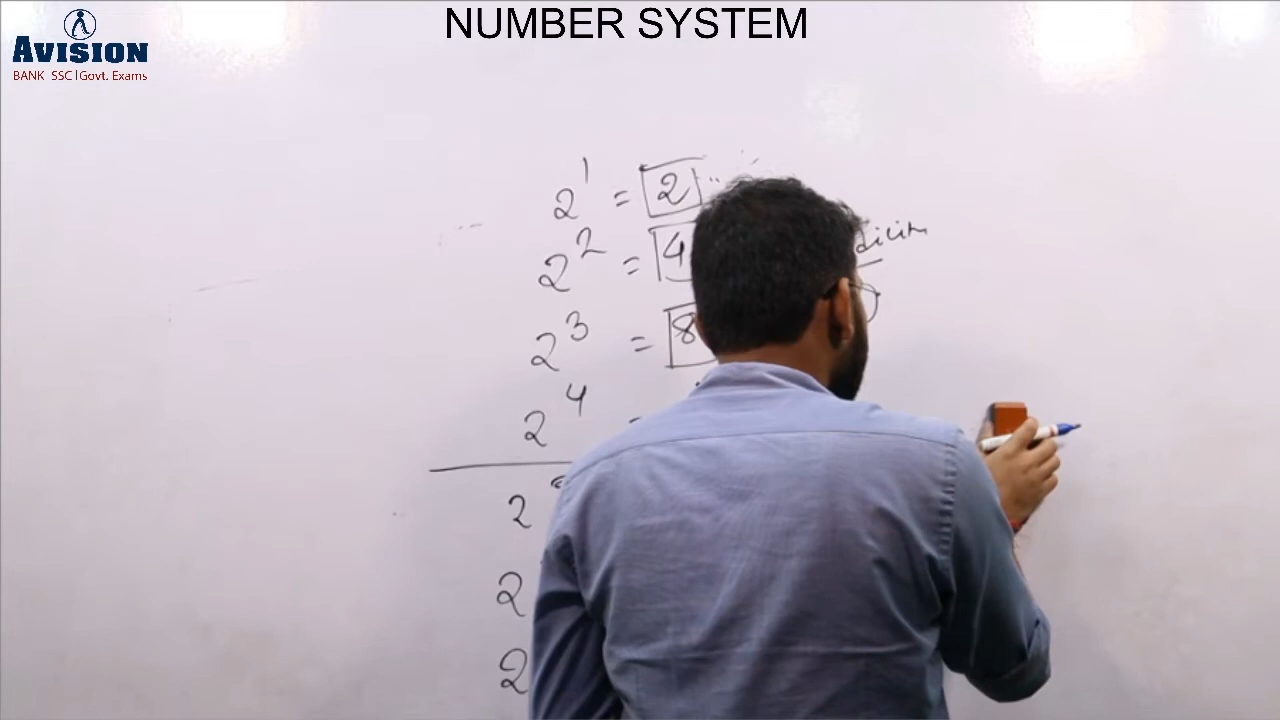 NUMBER SYSTEM
AVISION
BANK SSC|Govt. Exams
2¹ = 2
2² = 4
2³ = 8
2⁴ =
2
2
2